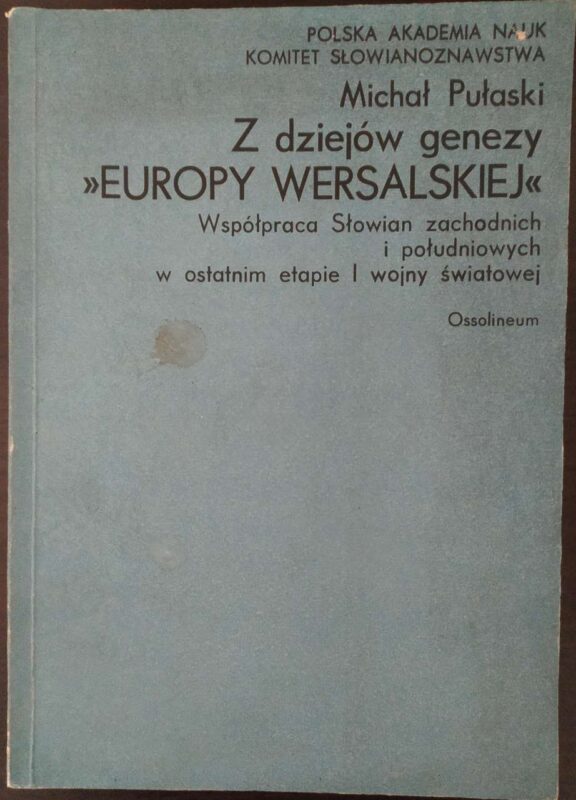 POLSKA AKADEMIA NAUK
KOMITET SŁOWIANOZNAWSTWA
Michał Pułaski
Z dziejów genezy
»EUROPY WERSALSKIEJ«
Współpraca Słowian zachodnich
i południowych
w ostatnim etapie I wojny światowej
Ossolineum